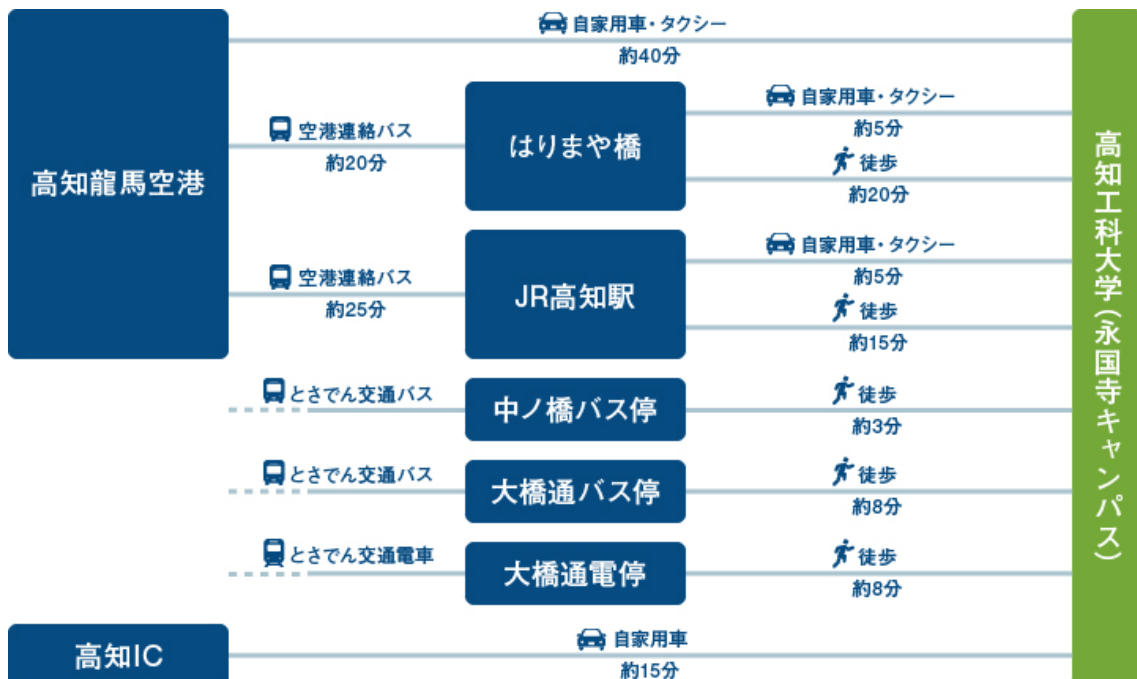 自家用車・タクシー
約40分
高知龍馬空港
空港連絡バス
約20分
はりまや橋
自家用車・タクシー
約5分
徒歩
約20分
空港連絡バス
約25分
JR高知駅
自家用車・タクシー
約5分
徒歩
約15分
とさでん交通バス
中ノ橋バス停
徒歩
約3分
とさでん交通バス
大橋通バス停
徒歩
約8分
とさでん交通電車
大橋通電停
徒歩
約8分
高知IC
自家用車
約15分
高知工科大学(永国寺キャンパス)